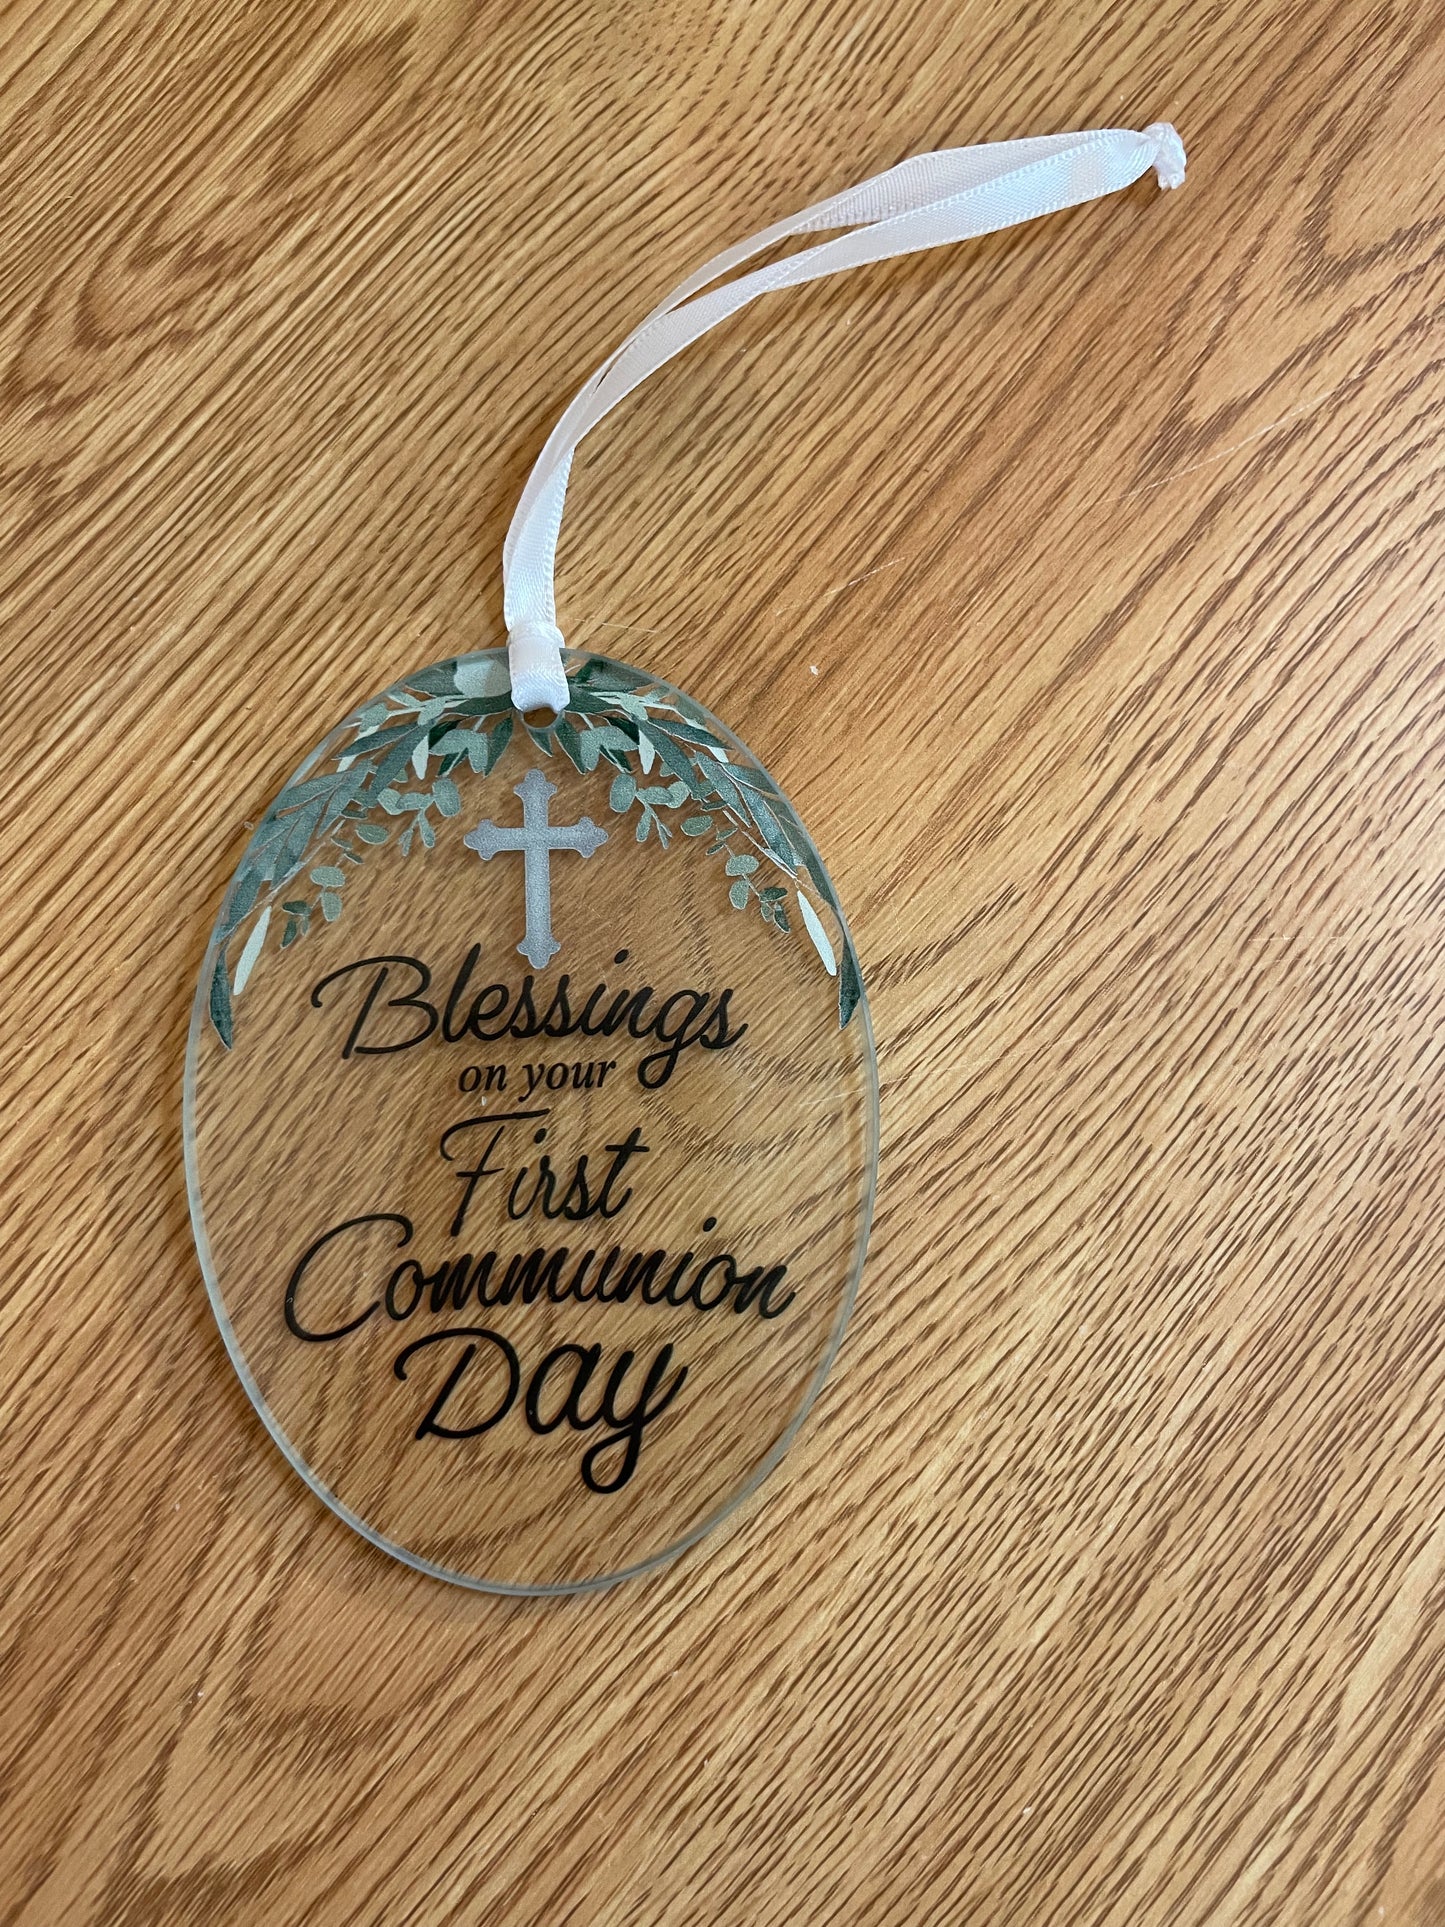 Blessings
on your
First
Communion
Day